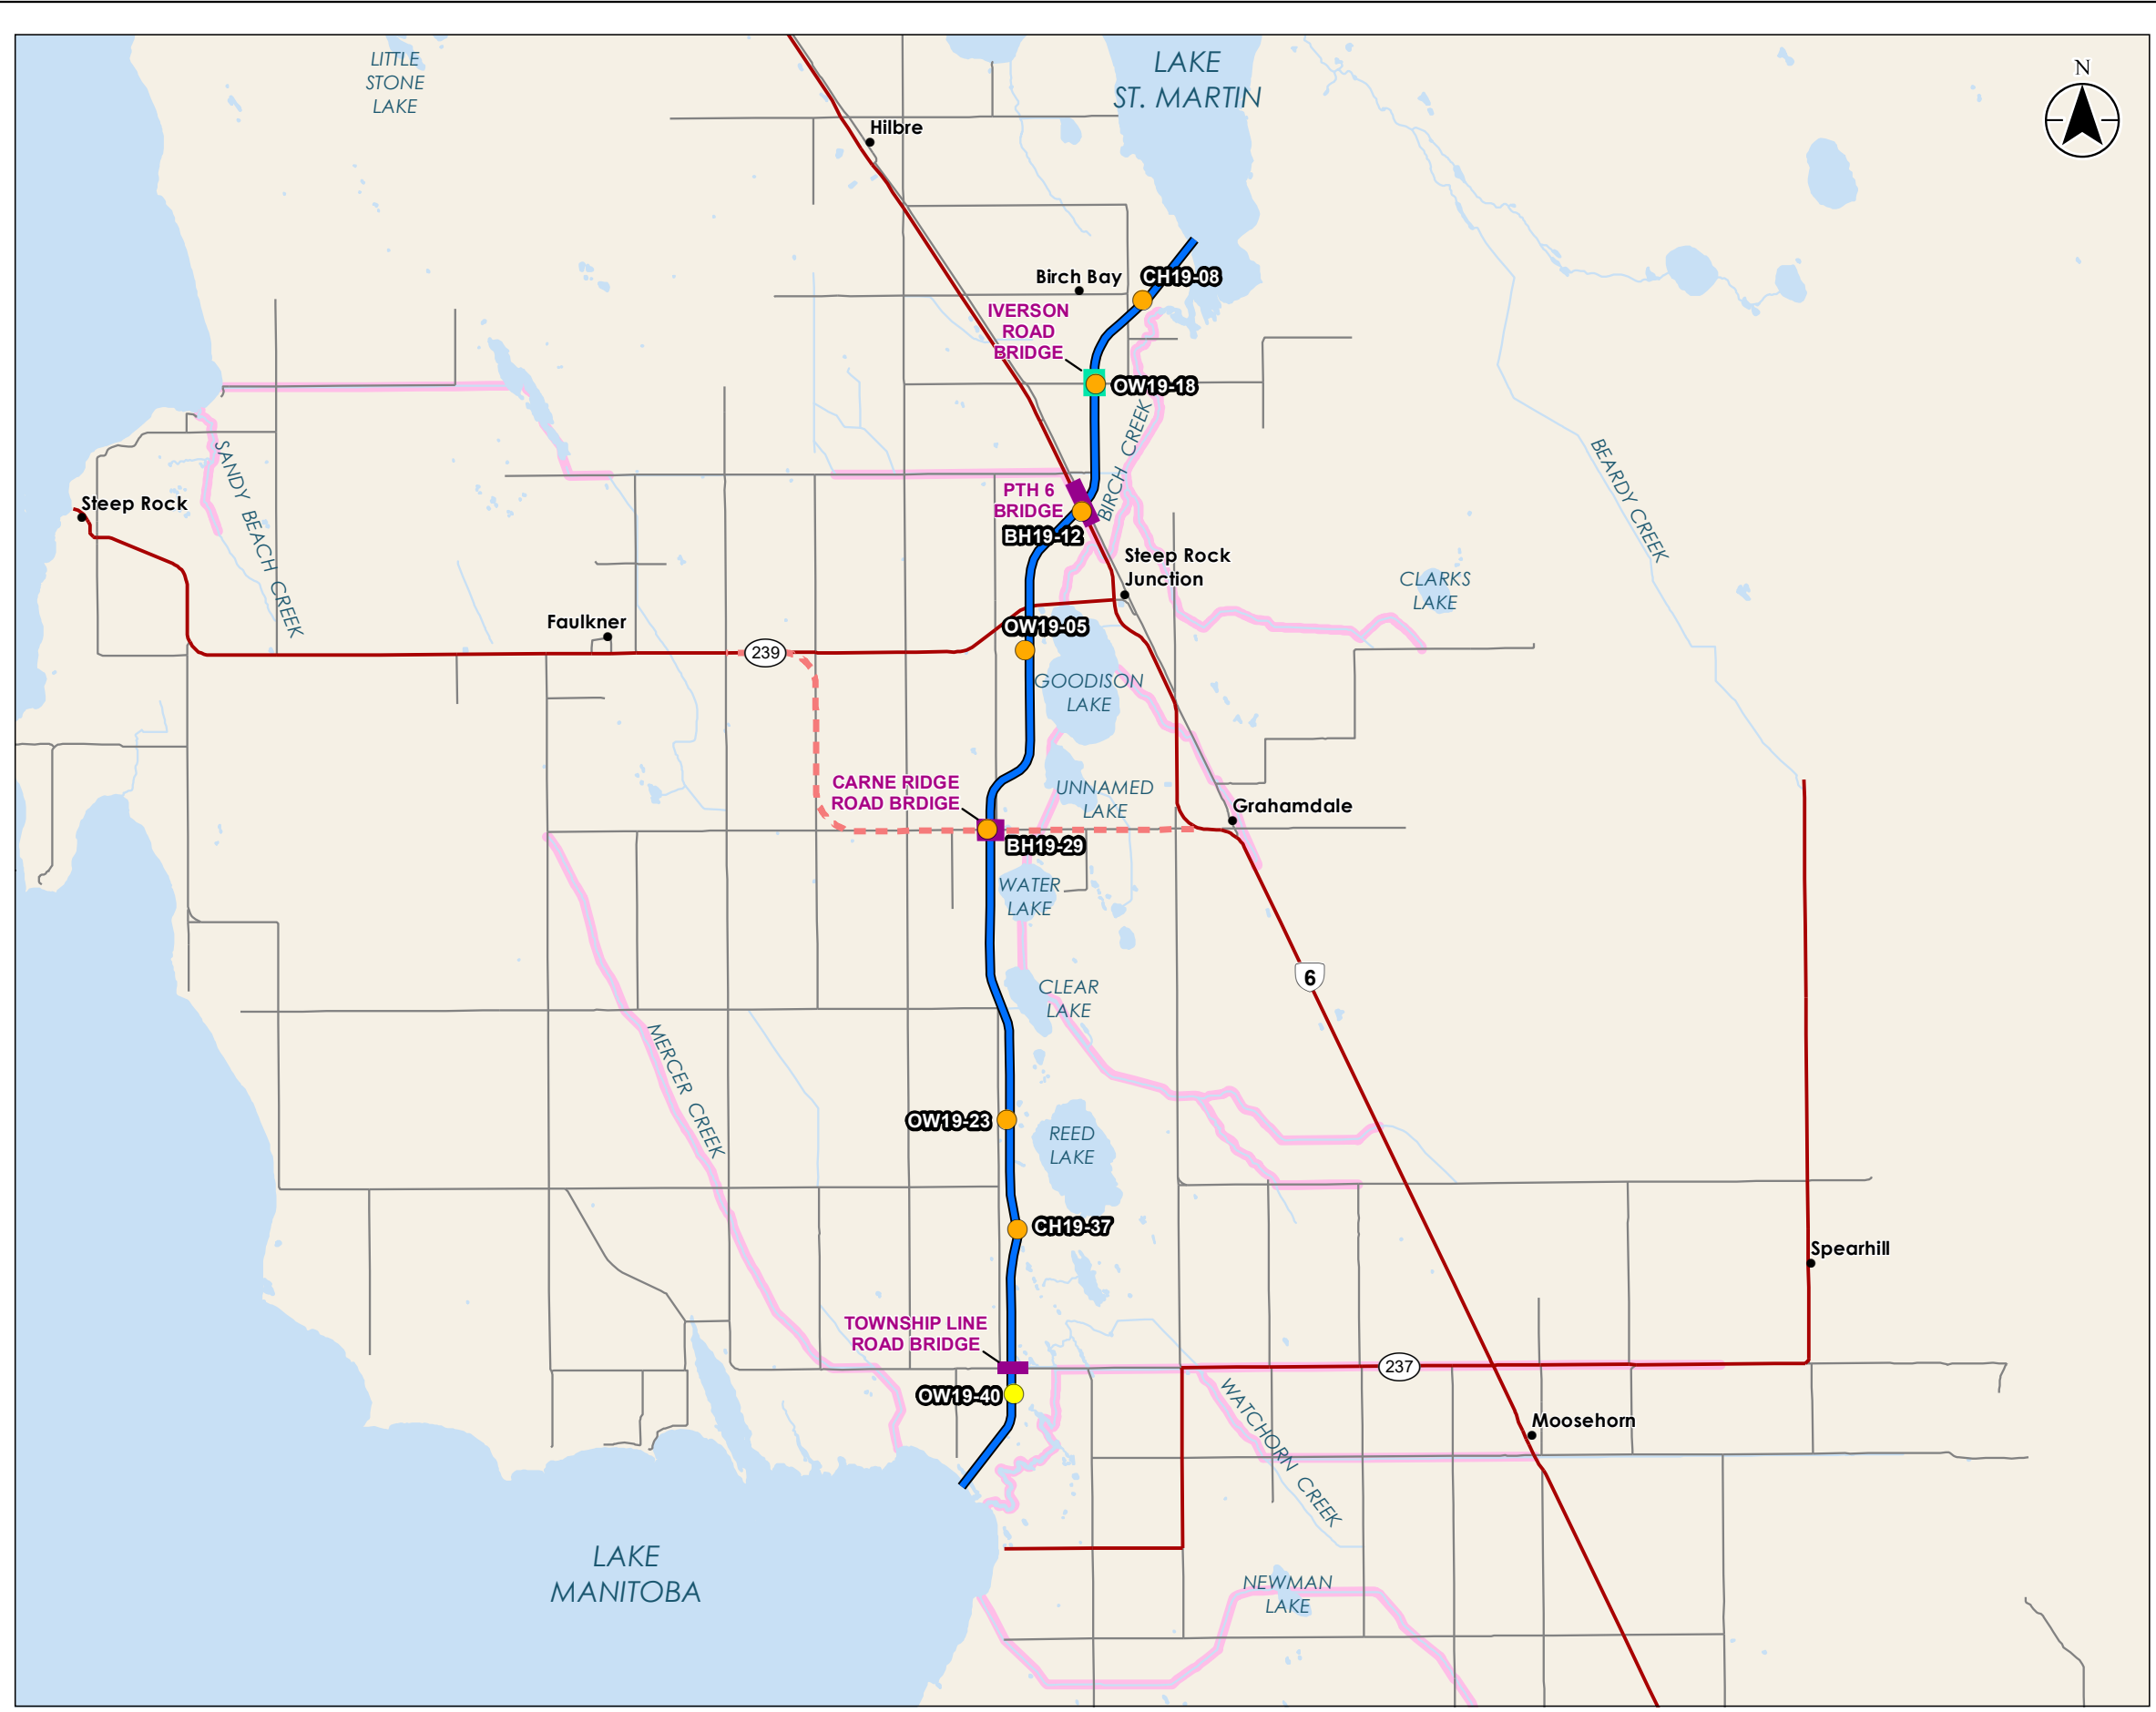 LITTLE
STONE
LAKE
LAKE
ST. MARTIN
N
Hilbre
Birch Bay
CH19-08
IVERSON
ROAD
BRIDGE
OW19-18
BIRCH CREEK
SANDY BEACH CREEK
Steep Rock
PTH 6
BRIDGE
BH19-12
Steep Rock
Junction
CLARKS
LAKE
BEARDY CREEK
Faulkner
OW19-05
239
GOODISON
LAKE
CARNE RIDGE
ROAD BRDIGE
UNNAMED
LAKE
Grahamdale
BH19-29
WATER
LAKE
6
CLEAR
LAKE
MERCER CREEK
OW19-23
REED
LAKE
CH19-37
Spearhill
TOWNSHIP LINE
ROAD BRIDGE
237
OW19-40
WATCHORN CREEK
Moosehorn
LAKE
MANITOBA
NEWMAN
LAKE